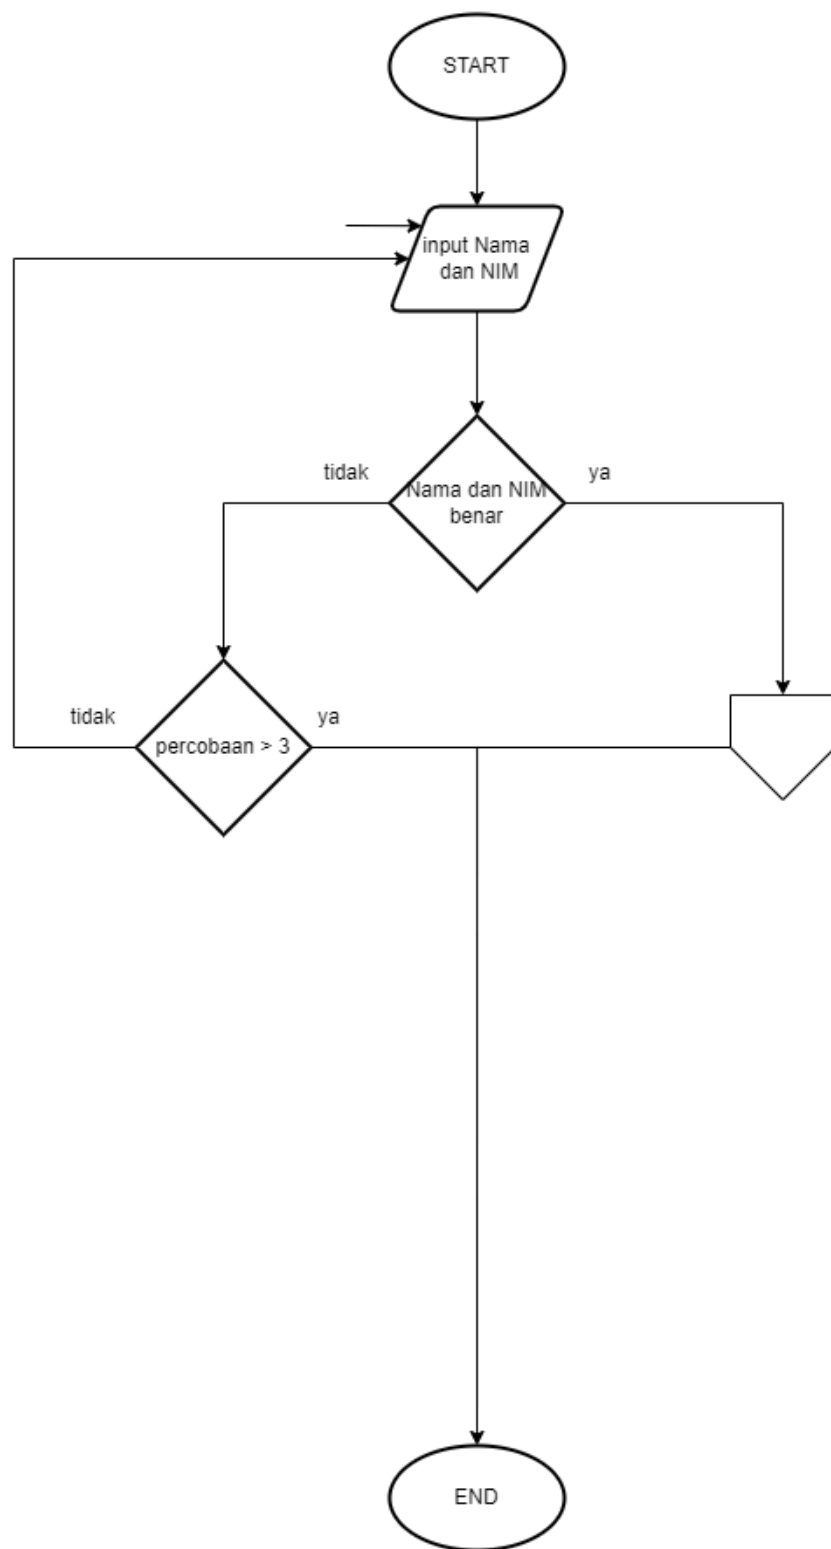 START
input Nama
dan NIM
tidak
ya
Nama dan NIM
benar
tidak
ya
percobaan > 3
END